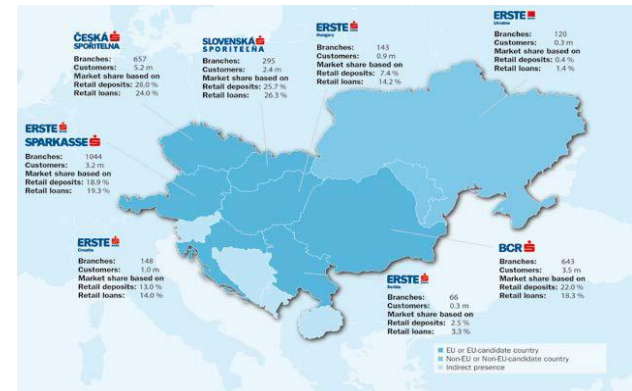 ČESKÁ
SPOŘITELNA
Branches: 657
Customers: 5.2 m
Market share based on
Retail deposits: 28.0 %
Retail loans: 24.0 %
SLOVENSKÁ
SPORITEĽŇA
Branches: 295
Customers: 2.4 m
Market share based on
Retail deposits: 25.7 %
Retail loans: 26.3 %
ERSTE
Hungary
Branches: 143
Customers: 0.9 m
Market share based on
Retail deposits: 7.4 %
Retail loans: 14.2 %
ERSTE
Ukraine
Branches: 120
Customers: 0.3 m
Market share based on
Retail deposits: 0.4 %
Retail loans: 1.4 %
ERSTE
SPARKASSE
Branches: 1044
Customers: 3.2 m
Market share based on
Retail deposits: 18.9 %
Retail loans: 19.3 %
ERSTE
Croatia
Branches: 148
Customers: 1.0 m
Market share based on
Retail deposits: 13.0 %
Retail loans: 14.0 %
ERSTE
Serbia
Branches: 66
Customers: 0.3 m
Market share based on
Retail deposits: 2.5 %
Retail loans: 3.3 %
BCR
Branches: 643
Customers: 3.5 m
Market share based on
Retail deposits: 22.0 %
Retail loans: 18.3 %
EU or EU-candidate country
Non-EU or Non-EU-candidate country
Indirect presence